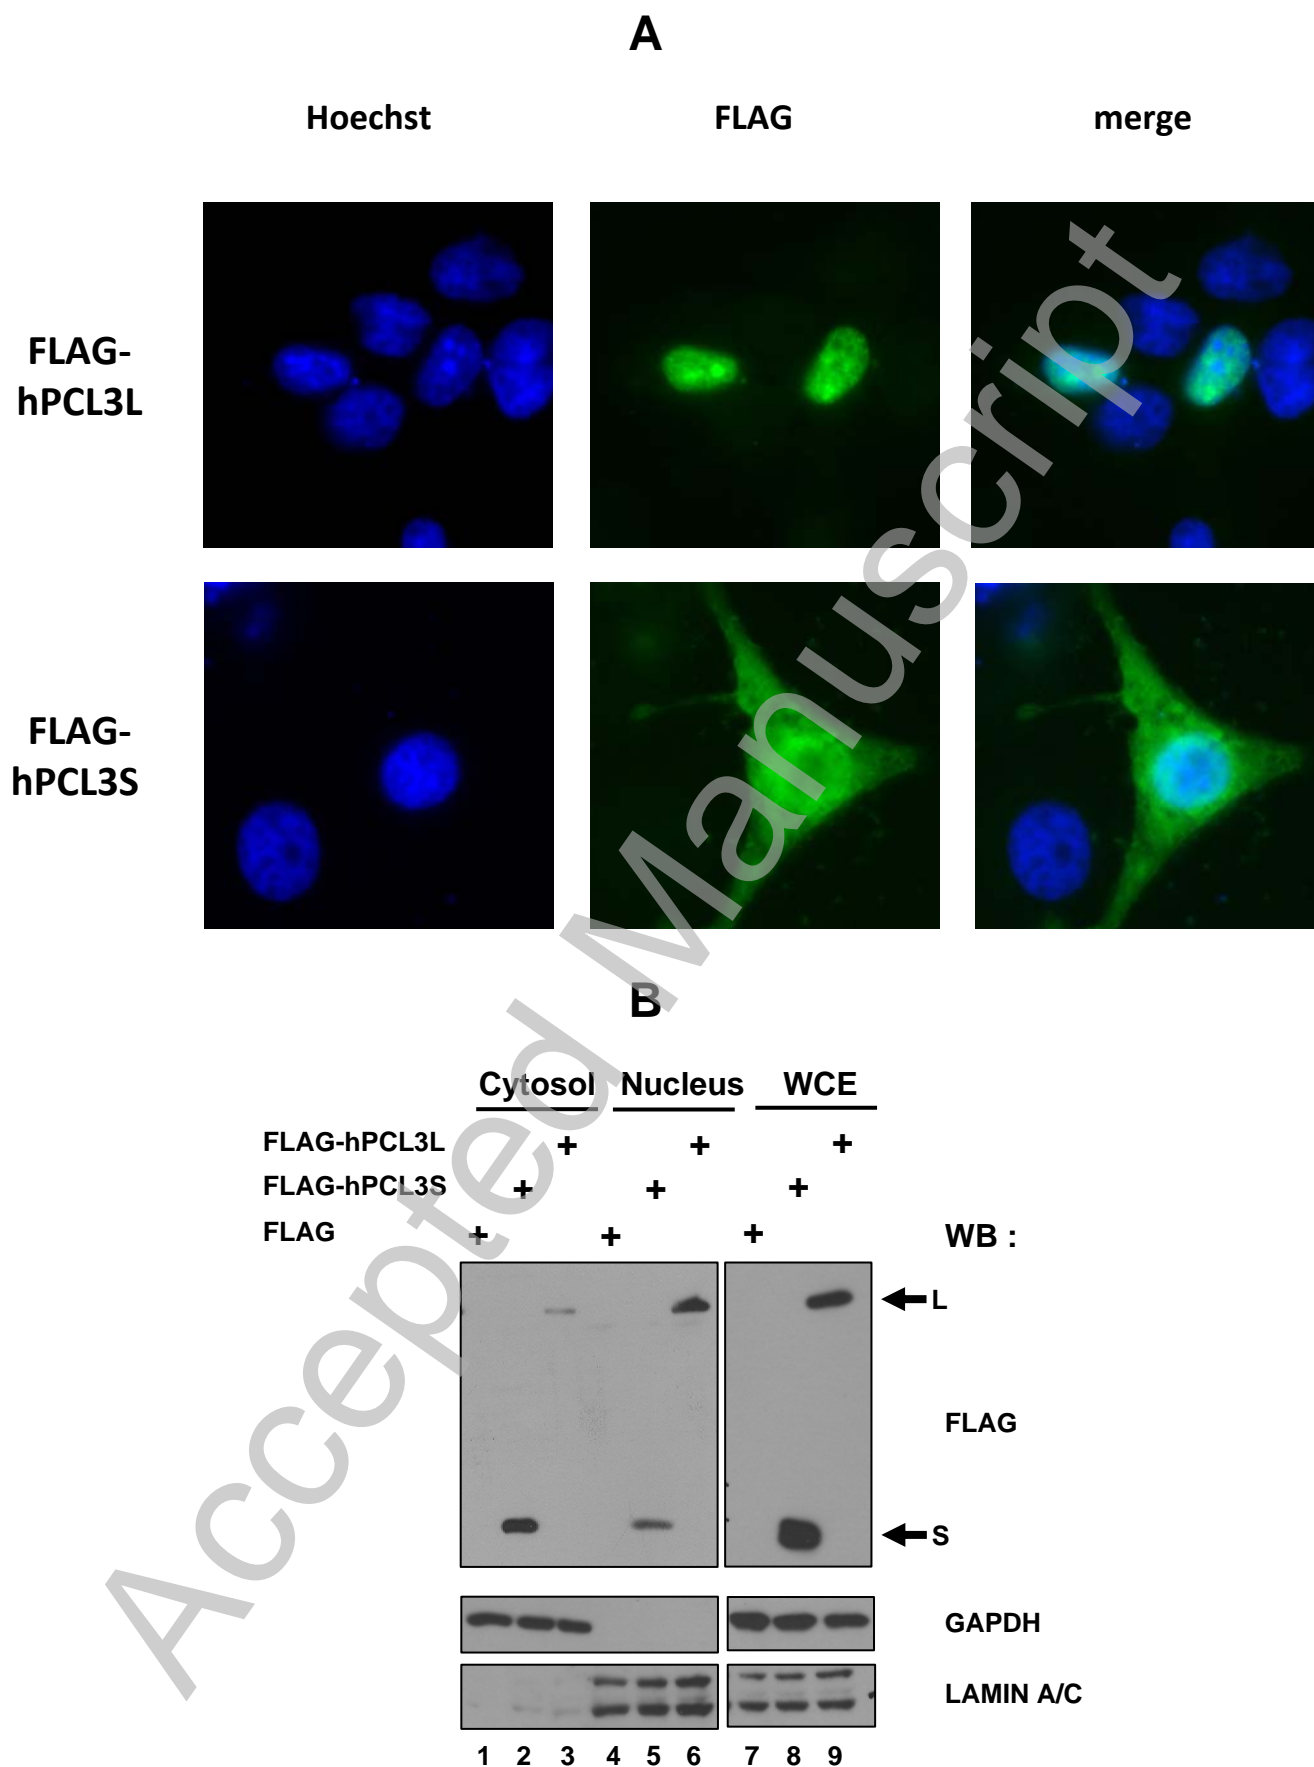 A
Hoechst FLAG merge
FLAG-
hPCL3L
FLAG-
hPCL3S
B
Cytosol Nucleus WCE
FLAG-hPCL3L + + +
FLAG-hPCL3S + + +
FLAG + + + WB :
L
FLAG
S
GAPDH
LAMIN A/C
1 2 3 4 5 6 7 8 9
Accepted Manuscript